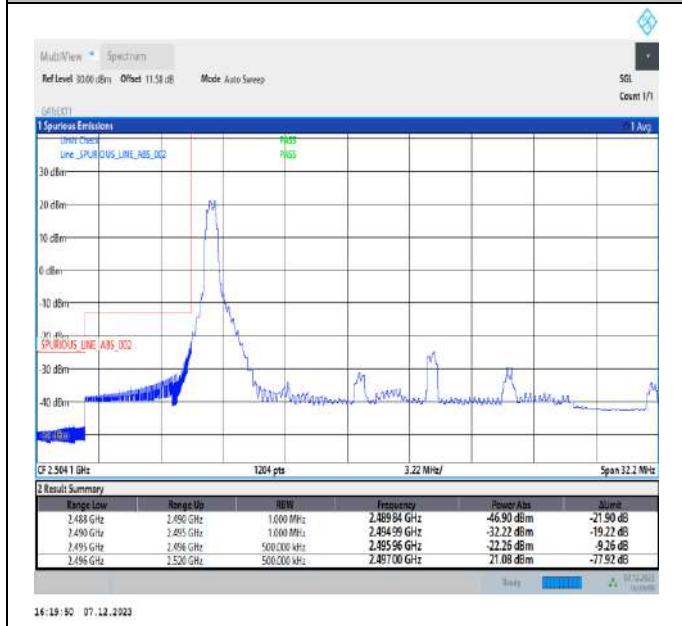 MultiView Spectrum
Ref Level 30.00 dBm Offset 11.58 dB Mode Auto Sweep SGL
Count 1/1
1 Spurious Emissions 1 Avg
Limit Check PASS
Line _SPURIOUS_LINE_ABS_002 PASS
30 dBm
20 dBm
10 dBm
0 dBm
-10 dBm
-20 dBm
SPURIOUS_LINE_ABS_002
-30 dBm
-40 dBm
-50 dBm
CF 2.504 1 GHz 1204 pts 3.22 MHz/ Span 32.2 MHz
2 Result Summary
Range Low Range Up RBW Frequency Power Abs ΔLimit
2.488 GHz 2.490 GHz 1.000 MHz 2.489 84 GHz -46.90 dBm -21.90 dB
2.490 GHz 2.495 GHz 1.000 MHz 2.494 99 GHz -32.22 dBm -19.22 dB
2.495 GHz 2.496 GHz 500.000 kHz 2.495 96 GHz -22.26 dBm -9.26 dB
2.496 GHz 2.520 GHz 500.000 kHz 2.497 00 GHz 21.08 dBm -77.92 dB
Ready
16:19:50 07.12.2023